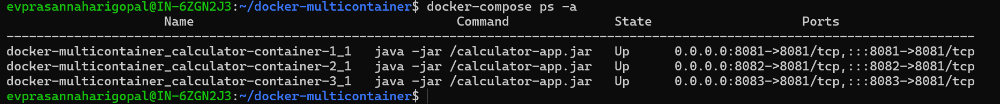 evprasannaharigopal@IN-6ZGN2J3:~/docker-multicontainer$ docker-compose ps -a
Name Command State Ports
---------------------------------------------------------------------------------------------------------------------------------
docker-multicontainer_calculator-container-1_1 java -jar /calculator-app.jar Up 0.0.0.0:8081->8081/tcp,:::8081->8081/tcp
docker-multicontainer_calculator-container-2_1 java -jar /calculator-app.jar Up 0.0.0.0:8082->8081/tcp,:::8082->8081/tcp
docker-multicontainer_calculator-container-3_1 java -jar /calculator-app.jar Up 0.0.0.0:8083->8081/tcp,:::8083->8081/tcp
evprasannaharigopal@IN-6ZGN2J3:~/docker-multicontainer$